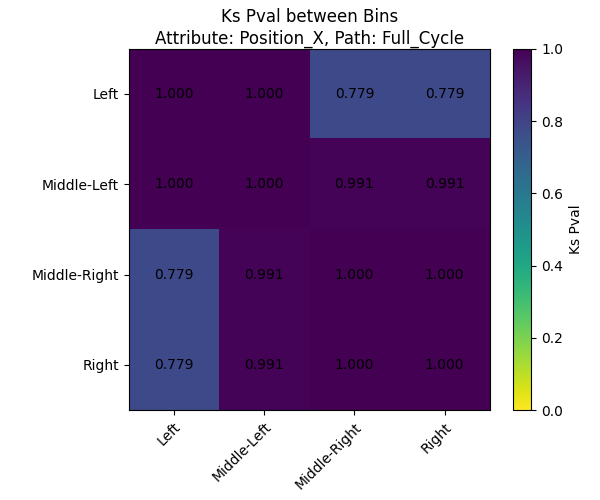 Ks Pval between Bins
Attribute: Position_X, Path: Full_Cycle
Left 1.000 1.000 0.779 0.779
Middle-Left 1.000 1.000 0.991 0.991
Middle-Right 0.779 0.991 1.000 1.000
Right 0.779 0.991 1.000 1.000
Left Middle-Left Middle-Right Right
1.0
0.8
0.6
0.4
0.2
0.0
Ks Pval